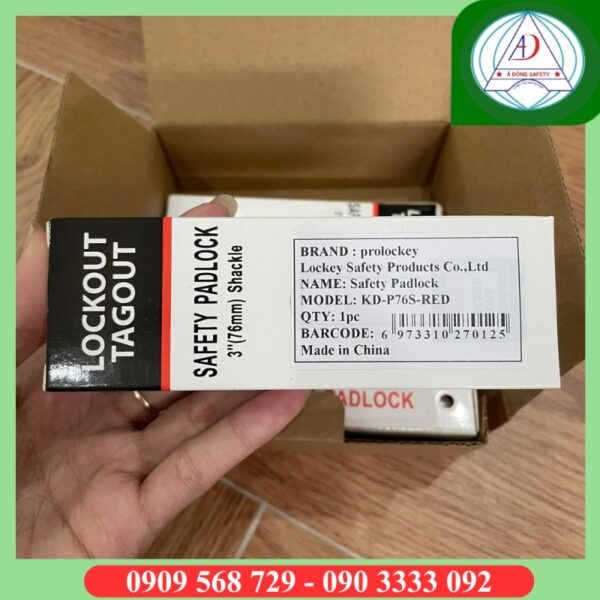 AD
Á ĐÔNG SAFETY
LOCKOUT
TAGOUT
SAFETY PADLOCK
3"(76mm) Shackle
BRAND : prolockey
Lockey Safety Products Co.,Ltd
NAME: Safety Padlock
MODEL: KD-P76S-RED
QTY: 1pc
BARCODE: 6 973310 270125
Made in China
ADLOCK
0909 568 729 - 090 3333 092